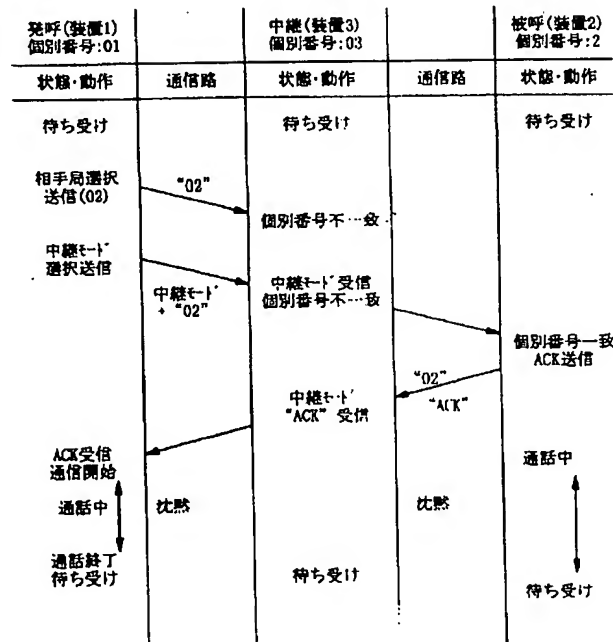 発呼(装置1)
個別番号:01
中継(装置3)
個別番号:03
被呼(装置2)
個別番号:2
状態・動作
通信路
状態・動作
通信路
状態・動作
待ち受け
待ち受け
待ち受け
相手局選択
送信(02)
“02”
個別番号不一致
中継モード
選択送信
中継モード
+ “02”
中継モード受信
個別番号不一致
個別番号一致
ACK送信
“02”
“ACK”
中継モード
“ACK” 受信
ACK受信
通信開始
通話中
通話中
沈黙
沈黙
通話終了
待ち受け
待ち受け
待ち受け